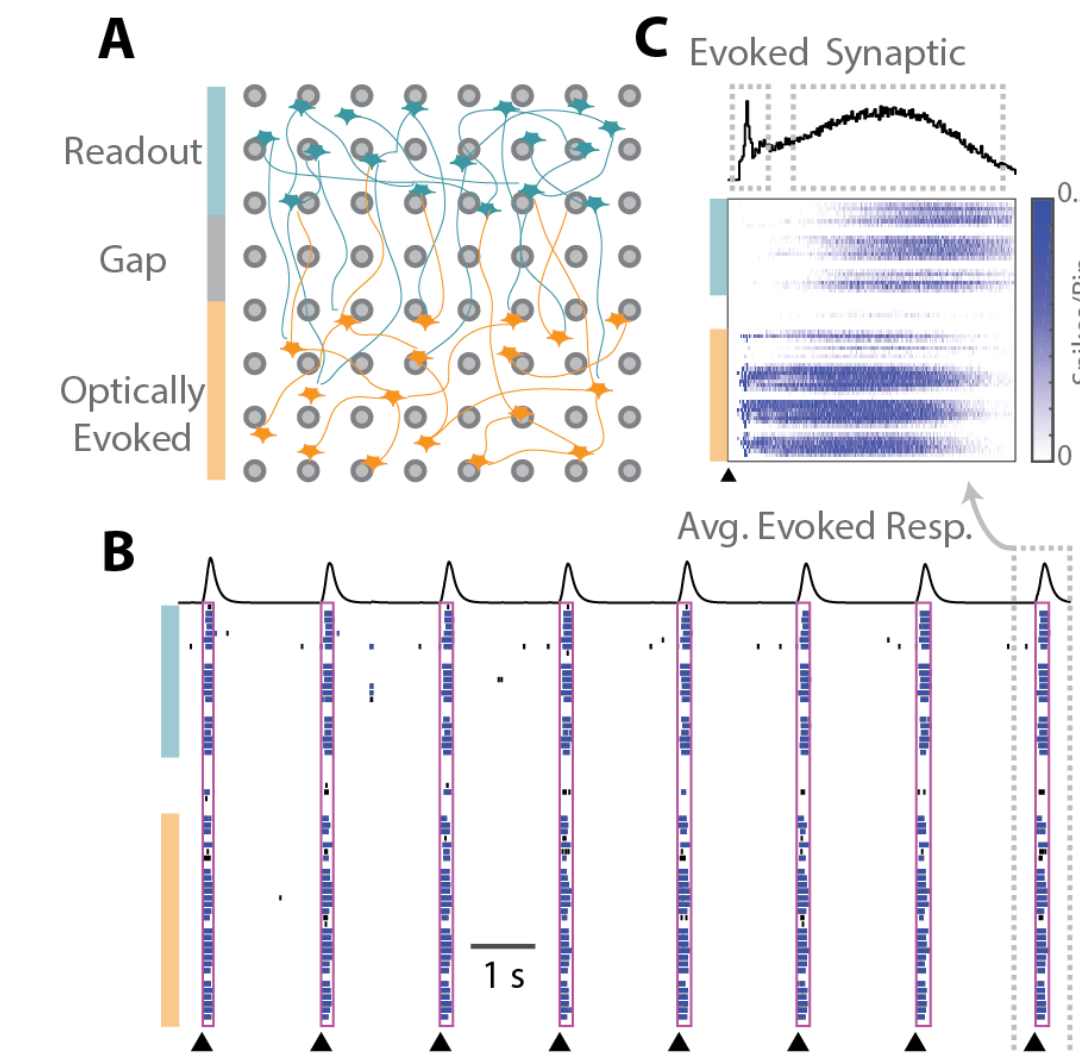 A
Readout
Gap
Optically
Evoked
C
Evoked Synaptic
0
Avg. Evoked Resp.
B
1 s